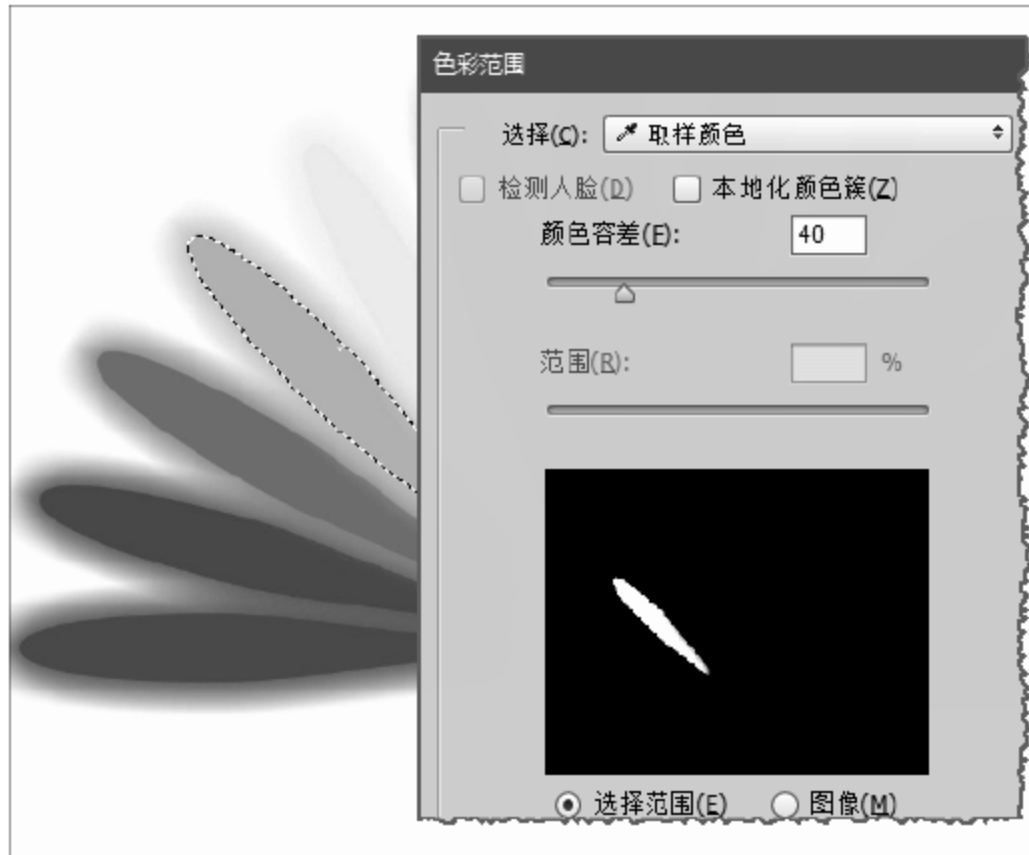 色彩范围
选择(C): 取样颜色
检测人脸(D) 本地化颜色簇(Z)
颜色容差(F): 40
范围(R): %
选择范围(E) 图像(M)